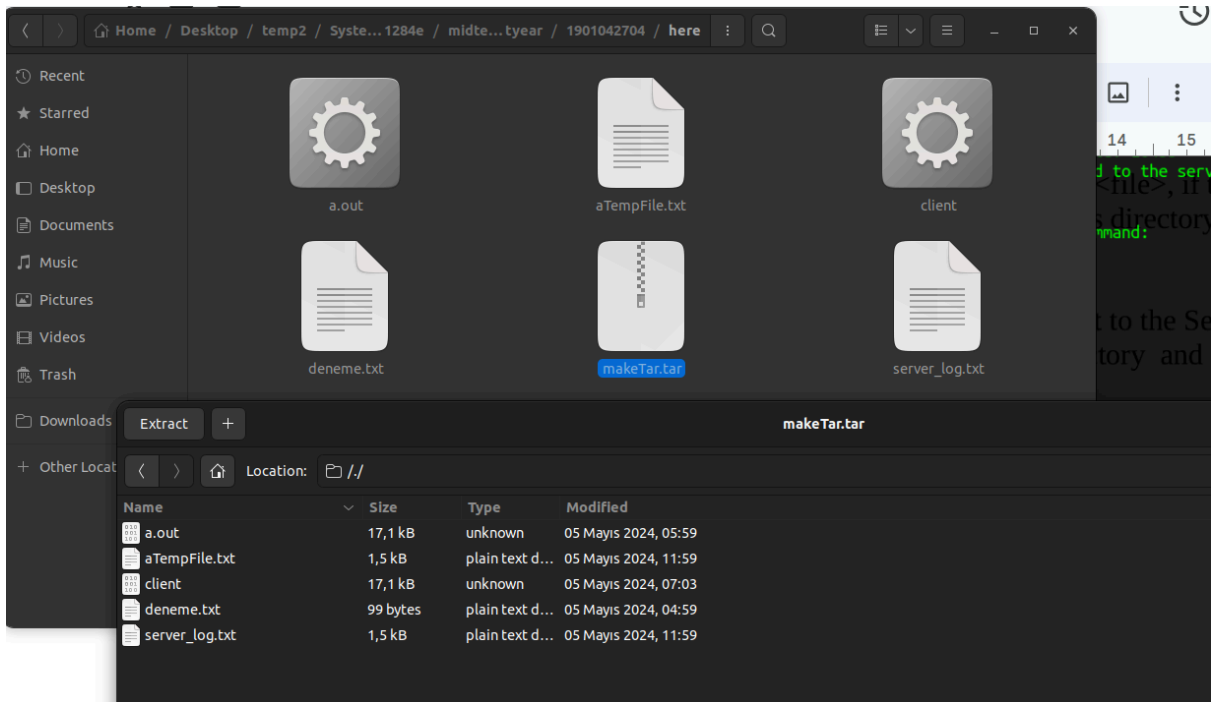 Home / Desktop / temp2 / Syste...1284e / midte...tyear / 1901042704 / here
Recent
Starred
Home
Desktop
Documents
Music
Pictures
Videos
Trash
Downloads
+ Other Locat
a.out
aTempFile.txt
client
deneme.txt
makeTar.tar
server_log.txt
14 15
d to the serv
<file>, if
s directory
mmand:
t to the Se
tory and
Extract
+
makeTar.tar
Location: /./
Name Size Type Modified
a.out 17,1 kB unknown 05 Mayıs 2024, 05:59
aTempFile.txt 1,5 kB plain text d... 05 Mayıs 2024, 11:59
client 17,1 kB unknown 05 Mayıs 2024, 07:03
deneme.txt 99 bytes plain text d... 05 Mayıs 2024, 04:59
server_log.txt 1,5 kB plain text d... 05 Mayıs 2024, 11:59